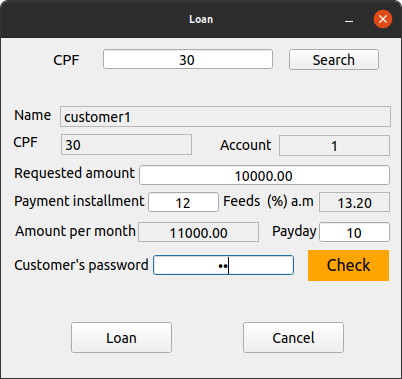 Loan
CPF 30 Search
Name customer1
CPF 30 Account 1
Requested amount 10000.00
Payment installment 12 Feeds (%) a.m 13.20
Amount per month 11000.00 Payday 10
Customer's password •• Check
Loan Cancel